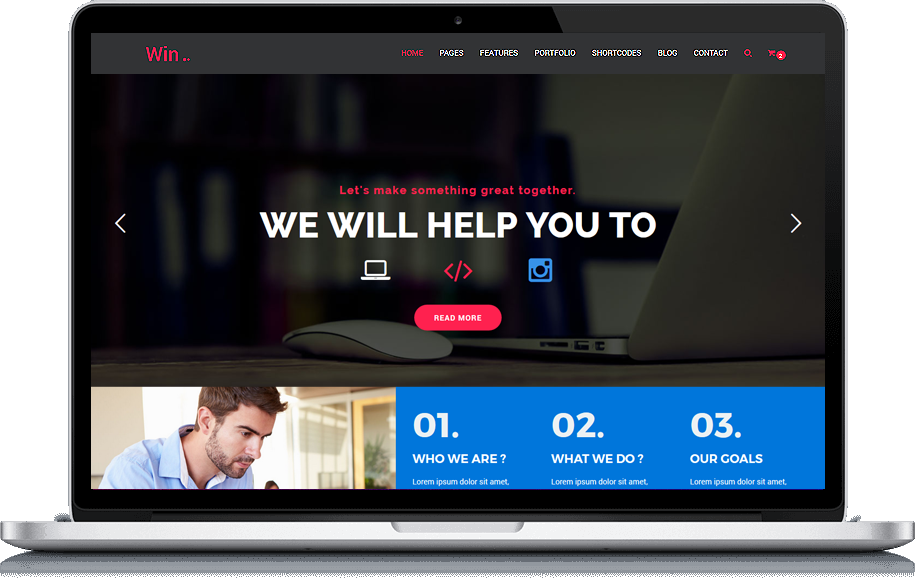 Win ..
HOME PAGES FEATURES PORTFOLIO SHORTCODES BLOG CONTACT 2
Let's make something great together.
WE WILL HELP YOU TO
</>
READ MORE
01. 02. 03.
WHO WE ARE ? WHAT WE DO ? OUR GOALS
Lorem ipsum dolor sit amet, Lorem ipsum dolor sit amet, Lorem ipsum dolor sit amet,